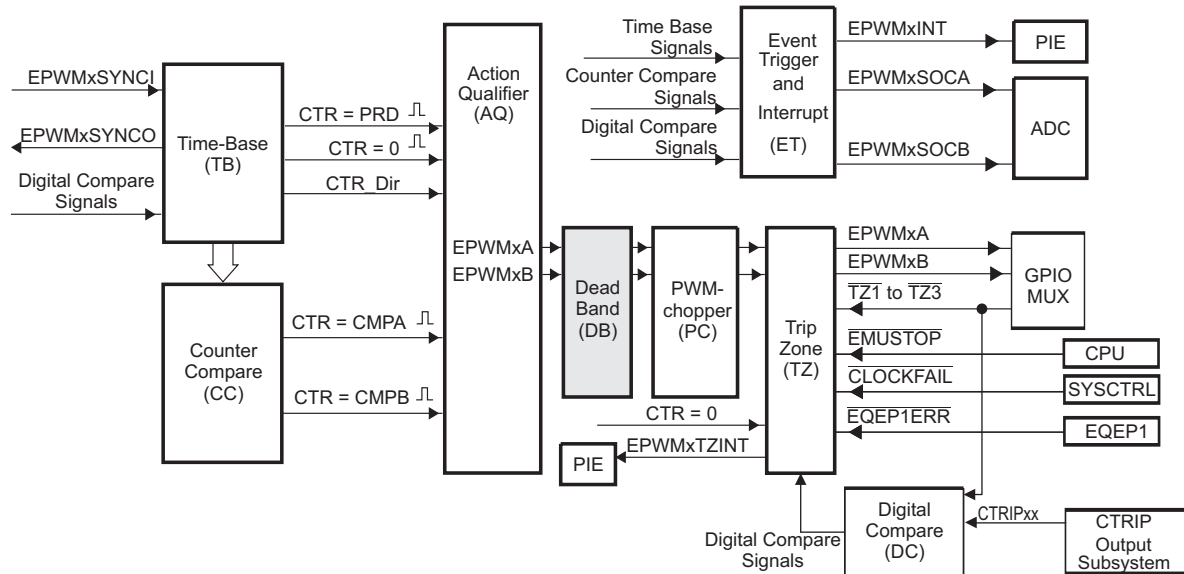 EPWMxSYNCI
EPWMxSYNCO
Digital Compare
Signals
Time-Base
(TB)
CTR = PRD
CTR = 0
CTR_Dir
Counter
Compare
(CC)
CTR = CMPA
CTR = CMPB
Action
Qualifier
(AQ)
EPWMxA
EPWMxB
Time Base
Signals
Counter Compare
Signals
Digital Compare
Signals
Event
Trigger
and
Interrupt
(ET)
EPWMxINT
EPWMxSOCA
EPWMxSOCB
PIE
ADC
Dead
Band
(DB)
PWM-
chopper
(PC)
Trip
Zone
(TZ)
CTR = 0
EPWMxTZINT
PIE
EPWMxA
EPWMxB
TZ1 to TZ3
EMUSTOP
CLOCKFAIL
EQEP1ERR
GPIO
MUX
CPU
SYSCTRL
EQEP1
Digital Compare
Signals
Digital
Compare
(DC)
CTRIPxx
CTRIP
Output
Subsystem